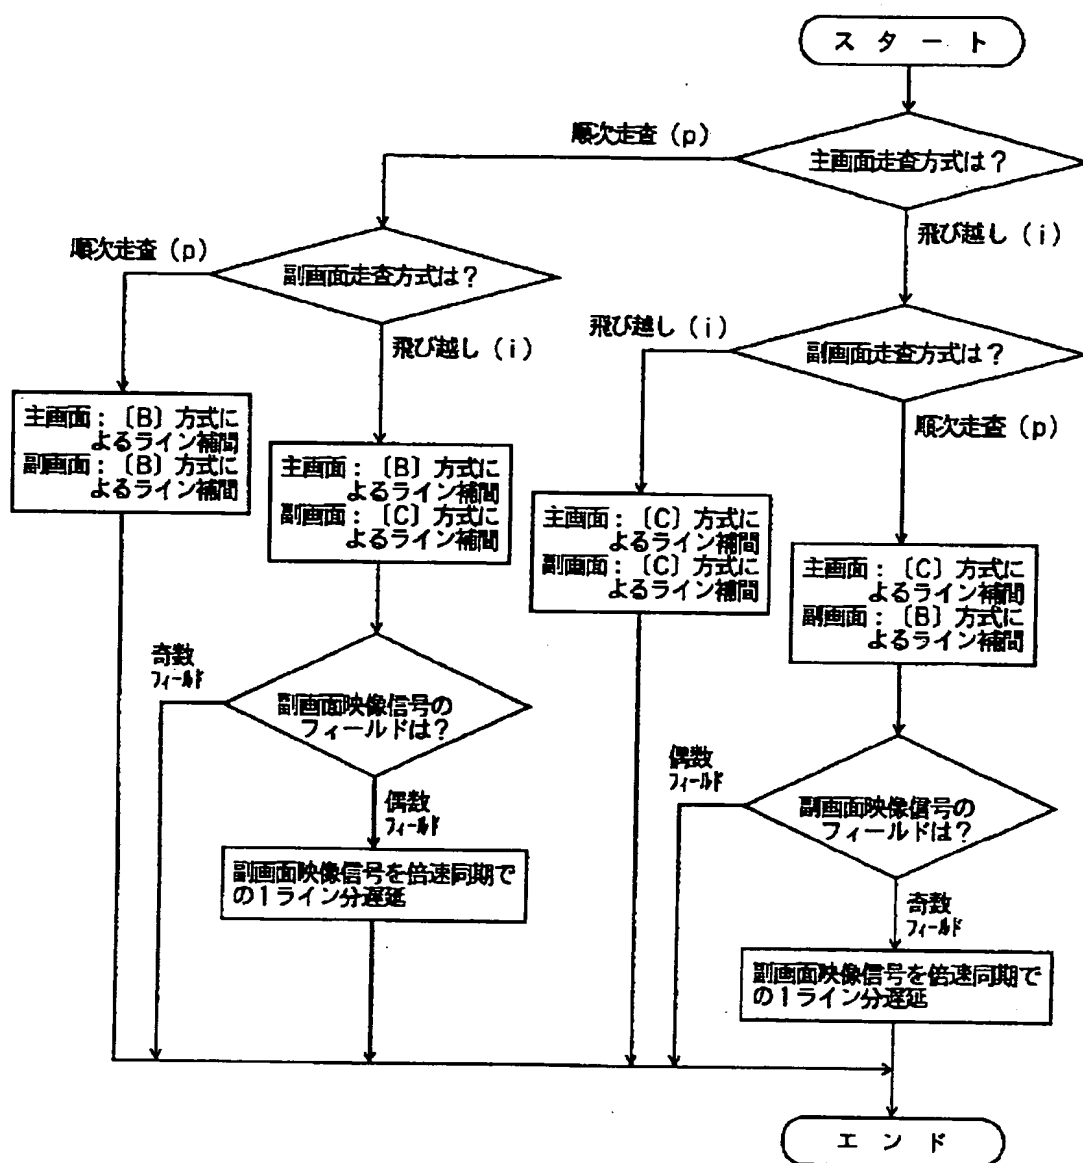 スタート
順次走査（p）
主画面走査方式は？
飛び越し（i）
順次走査（p）
副画面走査方式は？
飛び越し（i）
飛び越し（i）
副画面走査方式は？
順次走査（p）
主画面：〔B〕方式に
よるライン補間
副画面：〔B〕方式に
よるライン補間
主画面：〔B〕方式に
よるライン補間
副画面：〔C〕方式に
よるライン補間
主画面：〔C〕方式に
よるライン補間
副画面：〔C〕方式に
よるライン補間
主画面：〔C〕方式に
よるライン補間
副画面：〔B〕方式に
よるライン補間
奇数
フィールド
副画面映像信号の
フィールドは？
偶数
フィールド
副画面映像信号を倍速同期で
の１ライン分遅延
偶数
フィールド
副画面映像信号の
フィールドは？
奇数
フィールド
副画面映像信号を倍速同期で
の１ライン分遅延
エンド